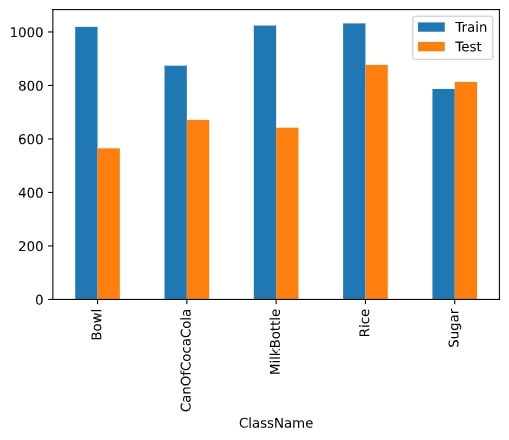 1000
800
600
400
200
0
Train
Test
Bowl
CanOfCocaCola
MilkBottle
Rice
Sugar
ClassName